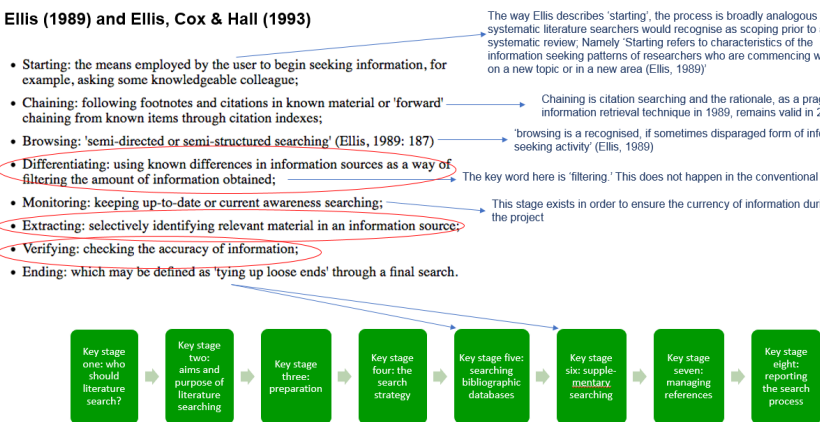 Ellis (1989) and Ellis, Cox & Hall (1993)
The way Ellis describes 'starting', the process is broadly analogous
systematic literature searchers would recognise as scoping prior to
systematic review; Namely 'Starting refers to characteristics of the
information seeking patterns of researchers who are commencing w
on a new topic or in a new area (Ellis, 1989)'
• Starting: the means employed by the user to begin seeking information, for
example, asking some knowledgeable colleague;
• Chaining: following footnotes and citations in known material or 'forward'
chaining from known items through citation indexes;
Chaining is citation searching and the rationale, as a prag
information retrieval technique in 1989, remains valid in 2
• Browsing: 'semi-directed or semi-structured searching' (Ellis, 1989: 187)
'browsing is a recognised, if sometimes disparaged form of info
seeking activity' (Ellis, 1989)
• Differentiating: using known differences in information sources as a way of
filtering the amount of information obtained;
The key word here is 'filtering.' This does not happen in the conventional
• Monitoring: keeping up-to-date or current awareness searching;
This stage exists in order to ensure the currency of information duri
the project
• Extracting: selectively identifying relevant material in an information source;
• Verifying: checking the accuracy of information;
• Ending: which may be defined as 'tying up loose ends' through a final search.
Key stage
one: who
should
literature
search?
Key stage
two:
aims and
purpose of
literature
searching
Key stage
three:
preparation
Key stage
four: the
search
strategy
Key stage five:
searching
bibliographic
databases
Key stage
six: supple-
mentary
searching
Key stage
seven:
managing
references
Key stage
eight:
reporting
the search
process